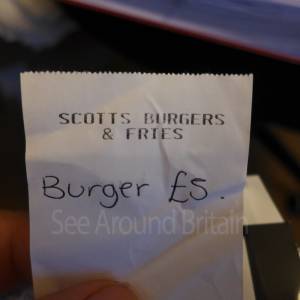 SCOTTS BURGERS
& FRIES
Burger £5.
See Around Britain